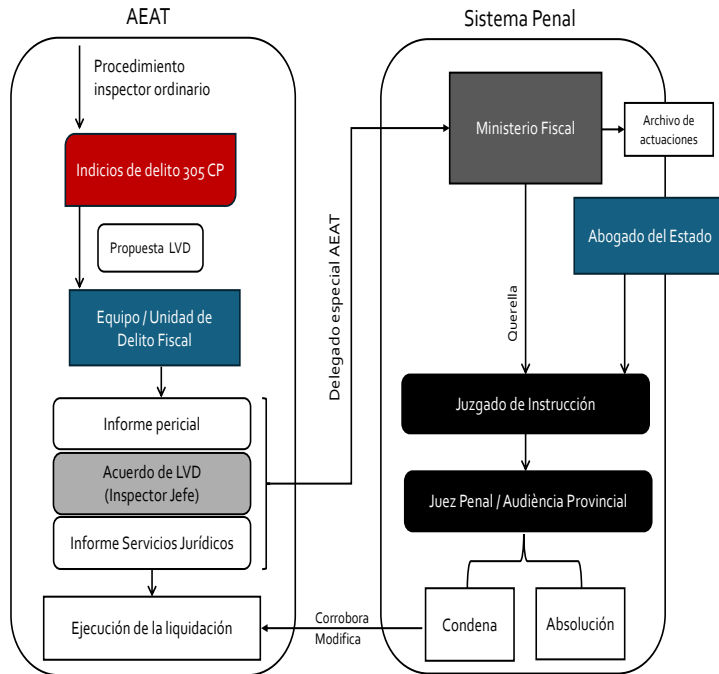 AEAT
Procedimiento
inspector ordinario
Indicios de delito 305 CP
Propuesta LVD
Equipo / Unidad de
Delito Fiscal
Informe pericial
Acuerdo de LVD
(Inspector Jefe)
Informe Servicios Jurídicos
Ejecución de la liquidación
Delegado especial AEAT
Sistema Penal
Ministerio Fiscal
Archivo de
actuaciones
Abogado del Estado
Querella
Juzgado de Instrucción
Juez Penal / Audiència Provincial
Condena
Absolución
Corrobora
Modifica